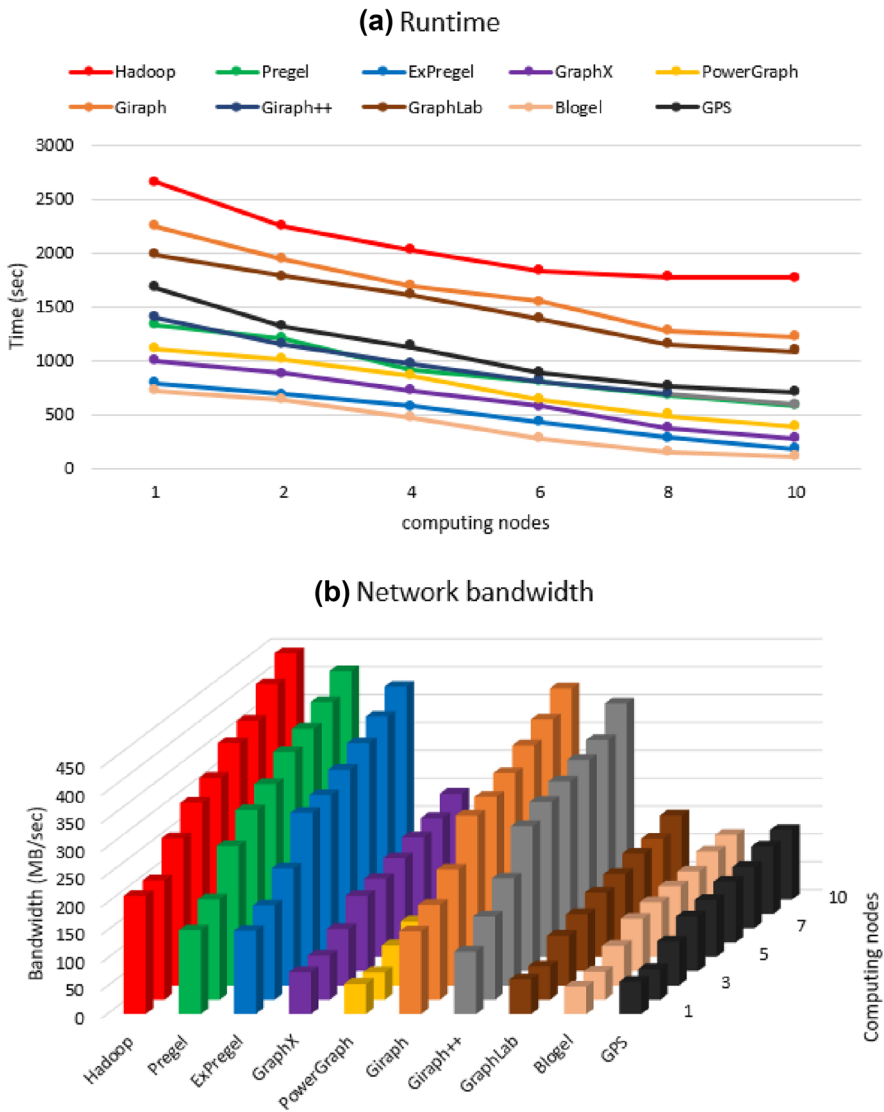 (a) Runtime
Hadoop Pregel ExPregel GraphX PowerGraph
Giraph Giraph++ GraphLab Blogel GPS
3000
2500
2000
1500
1000
500
0
Time (sec)
1 2 4 6 8 10
computing nodes
(b) Network bandwidth
450
400
350
300
250
200
150
100
50
0
Bandwidth (MB/sec)
Hadoop
Pregel
ExPregel
GraphX
PowerGraph
Giraph
Giraph++
GraphLab
Blogel
GPS
1
3
5
7
10
Computing nodes